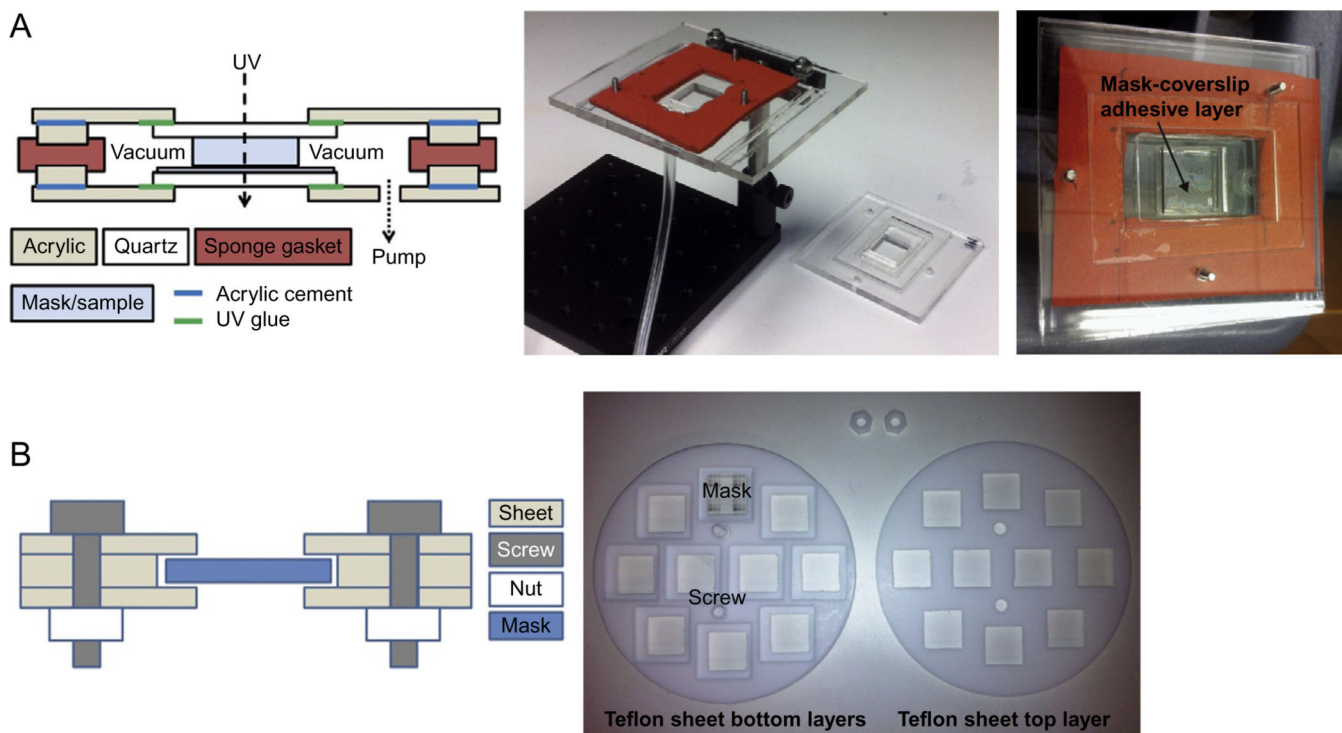 A
UV
Vacuum
Vacuum
Acrylic
Quartz
Sponge gasket
Pump
Mask/sample
Acrylic cement
UV glue
Mask-coverslip
adhesive layer
B
Sheet
Screw
Nut
Mask
Mask
Screw
Teflon sheet bottom layers
Teflon sheet top layer